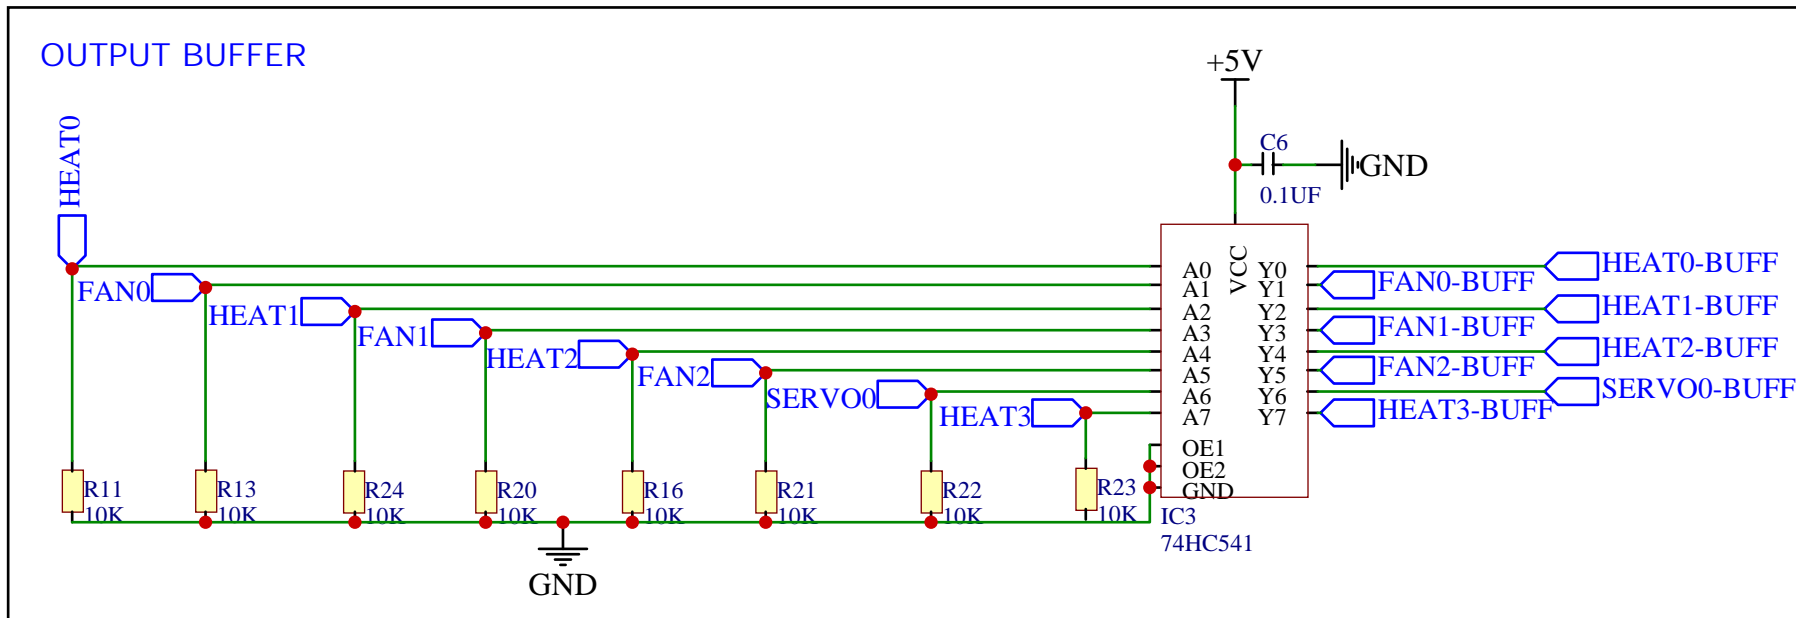 OUTPUT BUFFER
+5V
C6
GND
0.1UF
HEAT0
FAN0
HEAT1
FAN1
HEAT2
FAN2
SERVO0
HEAT3
A0
A1
A2
A3
A4
A5
A6
A7
OE1
OE2
GND
VCC
Y0
Y1
Y2
Y3
Y4
Y5
Y6
Y7
HEAT0-BUFF
FAN0-BUFF
HEAT1-BUFF
FAN1-BUFF
HEAT2-BUFF
FAN2-BUFF
SERVO0-BUFF
HEAT3-BUFF
R11
10K
R13
10K
R24
10K
R20
10K
R16
10K
R21
10K
R22
10K
R23
10K
IC3
74HC541
GND